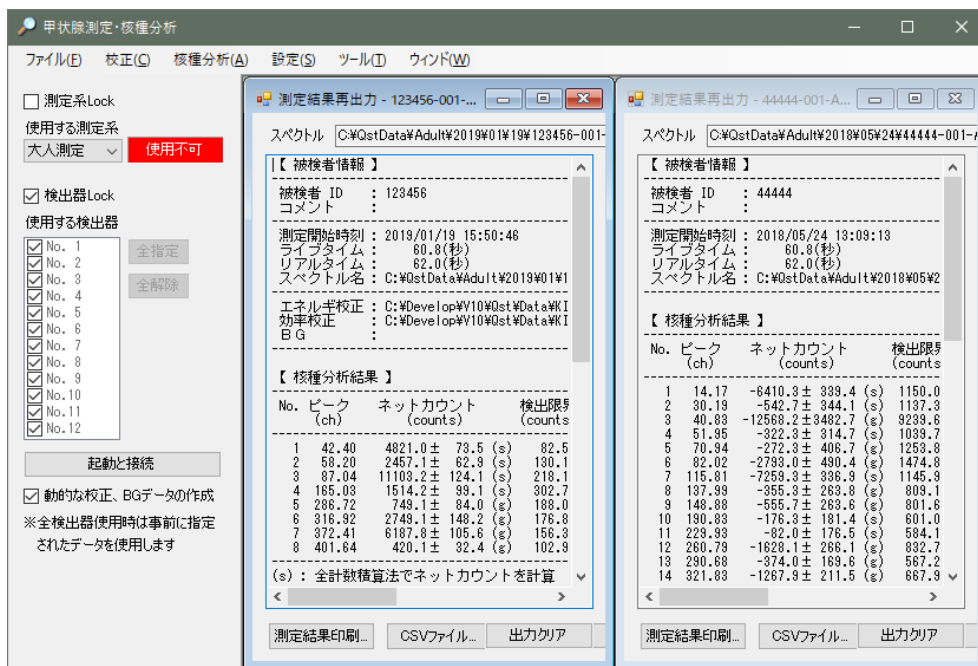 甲状腺測定・核種分析
ファイル(F) 校正(C) 核種分析(A) 設定(S) ツール(T) ウィンド(W)
測定系Lock
使用する測定系
大人測定 使用不可
検出器Lock
使用する検出器
No. 1
No. 2
No. 3
No. 4
No. 5
No. 6
No. 7
No. 8
No. 9
No.10
No.11
No.12
全指定
全解除
起動と接続
動的な校正、BGデータの作成
※全検出器使用時は事前に指定
されたデータを使用します
測定結果再出力 - 123456-001-...
スペクトル C:¥QstData¥Adult¥2019¥01¥19¥123456-001-
【 被検者情報 】
被検者 ID : 123456
コメント :
測定開始時刻 : 2019/01/19 15:50:46
ライブタイム : 60.8(秒)
リアルタイム : 62.0(秒)
スペクトル名 : C:¥QstData¥Adult¥2019¥01¥1
エネルギ校正 : C:¥Develop¥V10¥Qst¥Data¥KI
効率校正 : C:¥Develop¥V10¥Qst¥Data¥KI
ＢＧ :
【 核種分析結果 】
No. ピーク ネットカウント 検出限界
(ch) (counts) (counts
1 42.40 4821.0± 73.5 (s) 82.5
2 58.20 2457.1± 62.9 (s) 130.1
3 87.04 11103.2± 124.1 (s) 218.1
4 165.03 1514.2± 99.1 (s) 302.7
5 286.72 749.1± 84.0 (g) 188.0
6 316.92 2749.1± 148.2 (g) 176.8
7 372.41 6187.8± 105.6 (g) 156.3
8 401.64 420.1± 32.4 (g) 102.9
(s) : 全計数積算法でネットカウントを計算
測定結果印刷... CSVファイル... 出力クリア
測定結果再出力 - 44444-001-A...
スペクトル C:¥QstData¥Adult¥2018¥05¥24¥44444-001-A
【 被検者情報 】
被検者 ID : 44444
コメント :
測定開始時刻 : 2018/05/24 13:09:13
ライブタイム : 60.8(秒)
リアルタイム : 62.0(秒)
スペクトル名 : C:¥QstData¥Adult¥2018¥05¥2
【 核種分析結果 】
No. ピーク ネットカウント 検出限界
(ch) (counts) (counts
1 14.17 -6410.3± 339.4 (s) 1150.0
2 30.19 -542.7± 344.1 (s) 1137.3
3 40.83 -12568.2±3482.7 (g) 9239.6
4 51.95 -322.3± 314.7 (s) 1039.7
5 70.94 -272.3± 406.7 (g) 1253.8
6 82.02 -2793.0± 490.4 (g) 1474.8
7 115.81 -7259.3± 336.9 (s) 1145.9
8 137.99 -355.3± 263.8 (g) 809.1
9 148.88 -555.7± 263.6 (g) 801.6
10 190.83 -176.3± 181.4 (s) 601.0
11 229.93 -82.0± 176.5 (s) 584.1
12 260.79 -1628.1± 266.1 (g) 832.7
13 290.68 -374.0± 169.6 (g) 567.2
14 321.83 -1267.9± 211.5 (g) 667.9
測定結果印刷... CSVファイル... 出力クリア